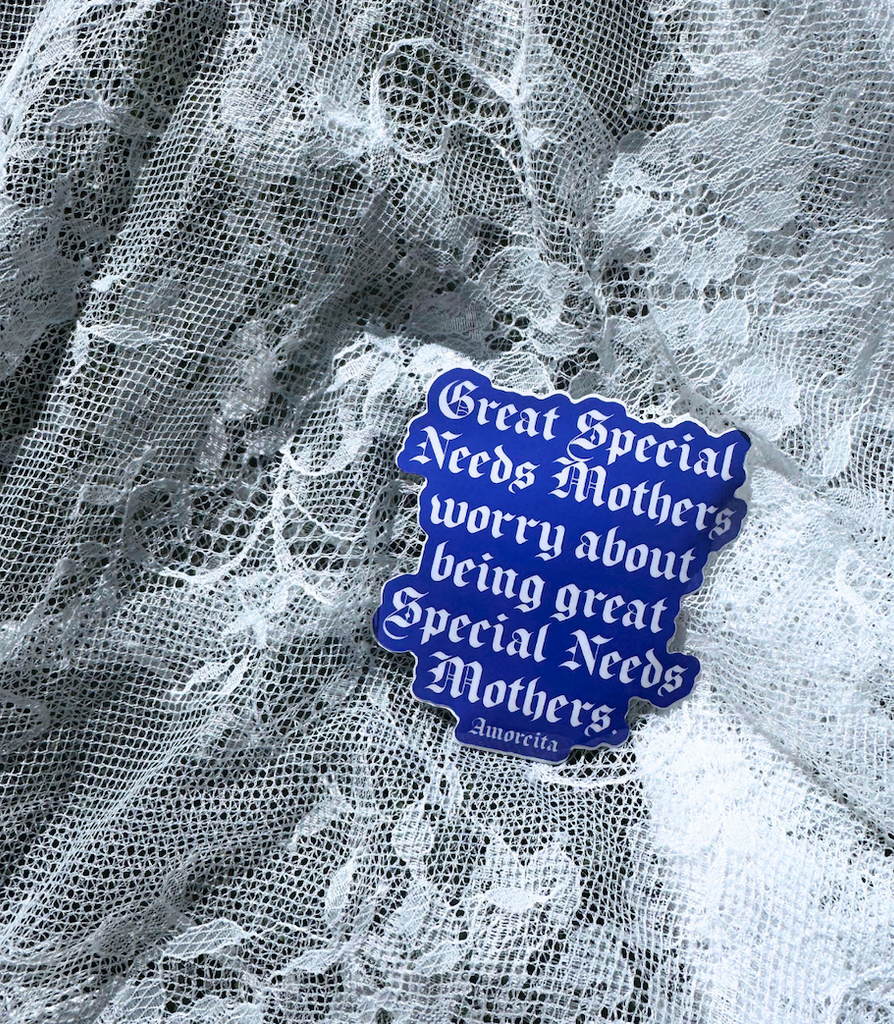 Great Special
Needs Mothers
worry about
being great
Special Needs
Mothers.
Amorcita